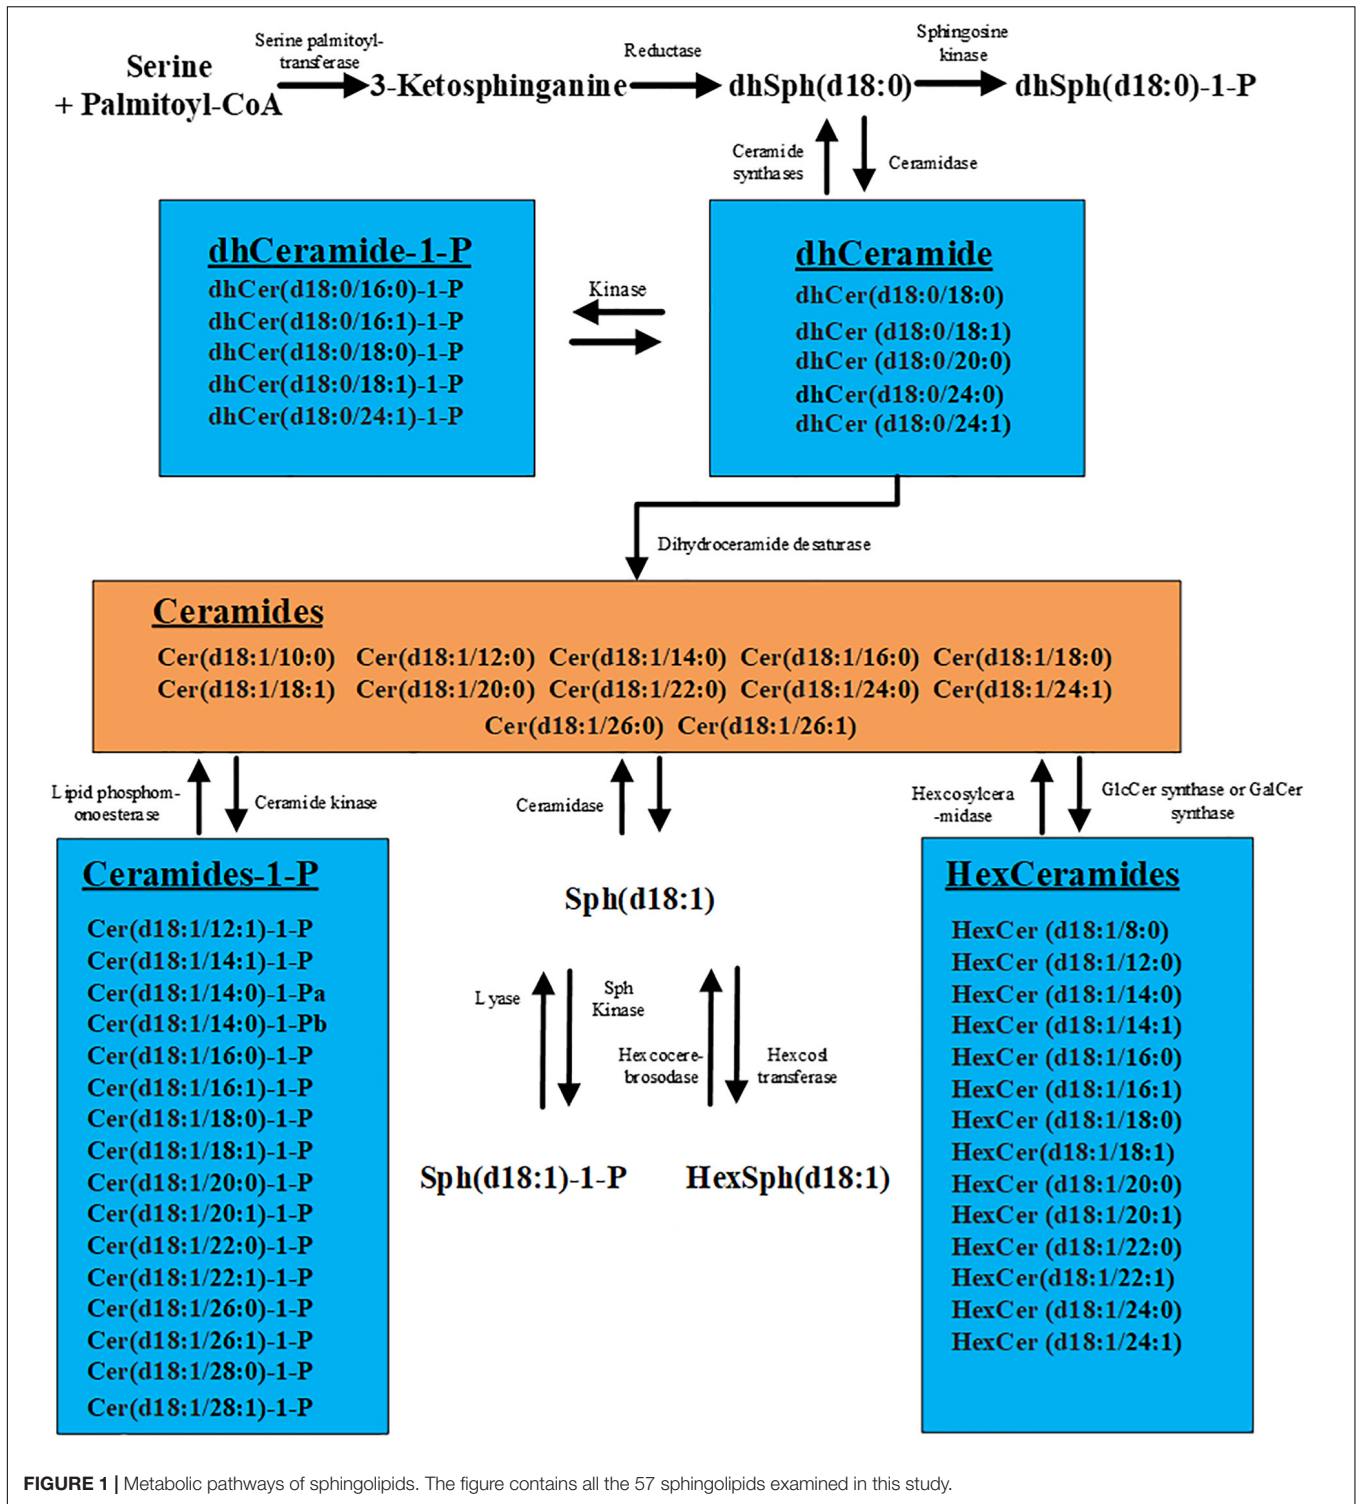 Serine
+ Palmitoyl-CoA
Serine palmitoyl-
transferase
3-Ketosphinganine
Reductase
dhSph(d18:0)
Sphingosine
kinase
dhSph(d18:0)-1-P
Ceramide
synthases
Ceramidase
dhCeramide-1-P
dhCer(d18:0/16:0)-1-P
dhCer(d18:0/16:1)-1-P
dhCer(d18:0/18:0)-1-P
dhCer(d18:0/18:1)-1-P
dhCer(d18:0/24:1)-1-P
Kinase
dhCeramide
dhCer(d18:0/18:0)
dhCer (d18:0/18:1)
dhCer (d18:0/20:0)
dhCer(d18:0/24:0)
dhCer (d18:0/24:1)
Dihydroceramide desaturase
Ceramides
Cer(d18:1/10:0) Cer(d18:1/12:0) Cer(d18:1/14:0) Cer(d18:1/16:0) Cer(d18:1/18:0)
Cer(d18:1/18:1) Cer(d18:1/20:0) Cer(d18:1/22:0) Cer(d18:1/24:0) Cer(d18:1/24:1)
Cer(d18:1/26:0) Cer(d18:1/26:1)
Lipid phosphom-
onoesterase
Ceramide kinase
Ceramidase
Hexcosylcera
-midase
GlcCer synthase or GalCer
synthase
Ceramides-1-P
Cer(d18:1/12:1)-1-P
Cer(d18:1/14:1)-1-P
Cer(d18:1/14:0)-1-Pa
Cer(d18:1/14:0)-1-Pb
Cer(d18:1/16:0)-1-P
Cer(d18:1/16:1)-1-P
Cer(d18:1/18:0)-1-P
Cer(d18:1/18:1)-1-P
Cer(d18:1/20:0)-1-P
Cer(d18:1/20:1)-1-P
Cer(d18:1/22:0)-1-P
Cer(d18:1/22:1)-1-P
Cer(d18:1/26:0)-1-P
Cer(d18:1/26:1)-1-P
Cer(d18:1/28:0)-1-P
Cer(d18:1/28:1)-1-P
Sph(d18:1)
Lyase
Sph
Kinase
Hexcocere-
brosodase
Hexcosl
transferase
Sph(d18:1)-1-P
HexSph(d18:1)
HexCeramides
HexCer (d18:1/8:0)
HexCer (d18:1/12:0)
HexCer (d18:1/14:0)
HexCer (d18:1/14:1)
HexCer (d18:1/16:0)
HexCer (d18:1/16:1)
HexCer (d18:1/18:0)
HexCer(d18:1/18:1)
HexCer (d18:1/20:0)
HexCer (d18:1/20:1)
HexCer (d18:1/22:0)
HexCer(d18:1/22:1)
HexCer (d18:1/24:0)
HexCer (d18:1/24:1)
FIGURE 1 | Metabolic pathways of sphingolipids. The figure contains all the 57 sphingolipids examined in this study.